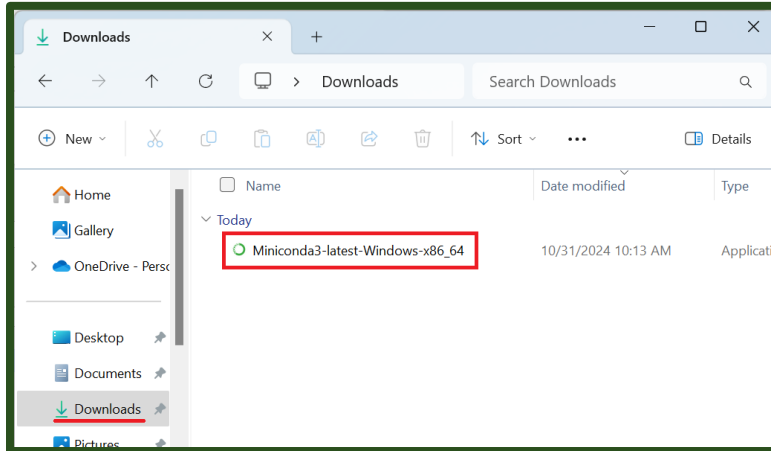 Downloads
Downloads
Search Downloads
New
Sort
Details
Name
Date modified
Type
Home
Gallery
OneDrive - Perso
Today
Miniconda3-latest-Windows-x86_64
10/31/2024 10:13 AM
Applicati
Desktop
Documents
Downloads
Pictures